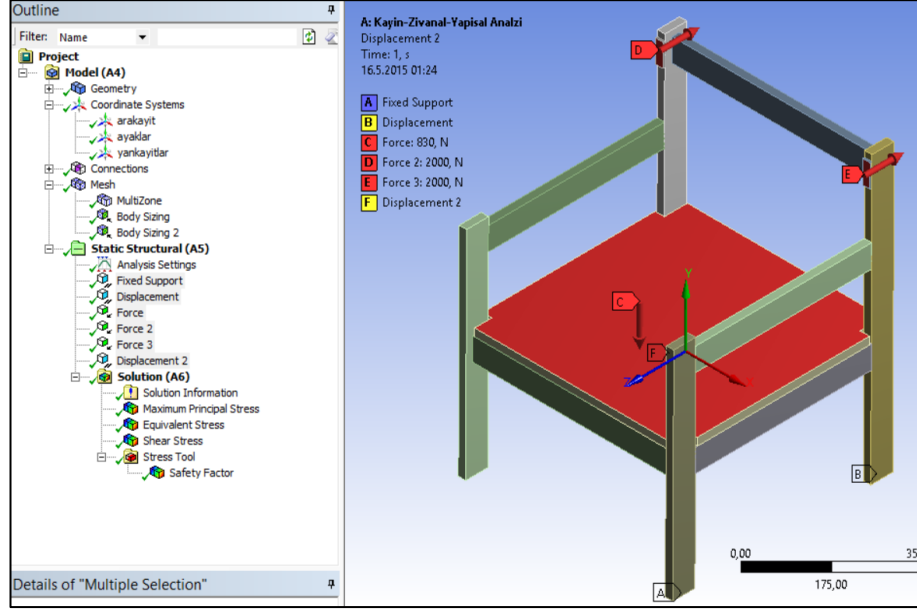 Outline
Filter: Name
Project
Model (A4)
Geometry
Coordinate Systems
arakayit
ayaklar
yankayitlar
Connections
Mesh
MultiZone
Body Sizing
Body Sizing 2
Static Structural (A5)
Analysis Settings
Fixed Support
Displacement
Force
Force 2
Force 3
Displacement 2
Solution (A6)
Solution Information
Maximum Principal Stress
Equivalent Stress
Shear Stress
Stress Tool
Safety Factor
Details of "Multiple Selection"
A: Kayin-Zivanal-Yapisal Analzi
Displacement 2
Time: 1, s
16.5.2015 01:24
A Fixed Support
B Displacement
C Force: 830, N
D Force 2: 2000, N
E Force 3: 2000, N
F Displacement 2
D
E
C
Y
F
Z
X
B
A
0,00
35
175,00